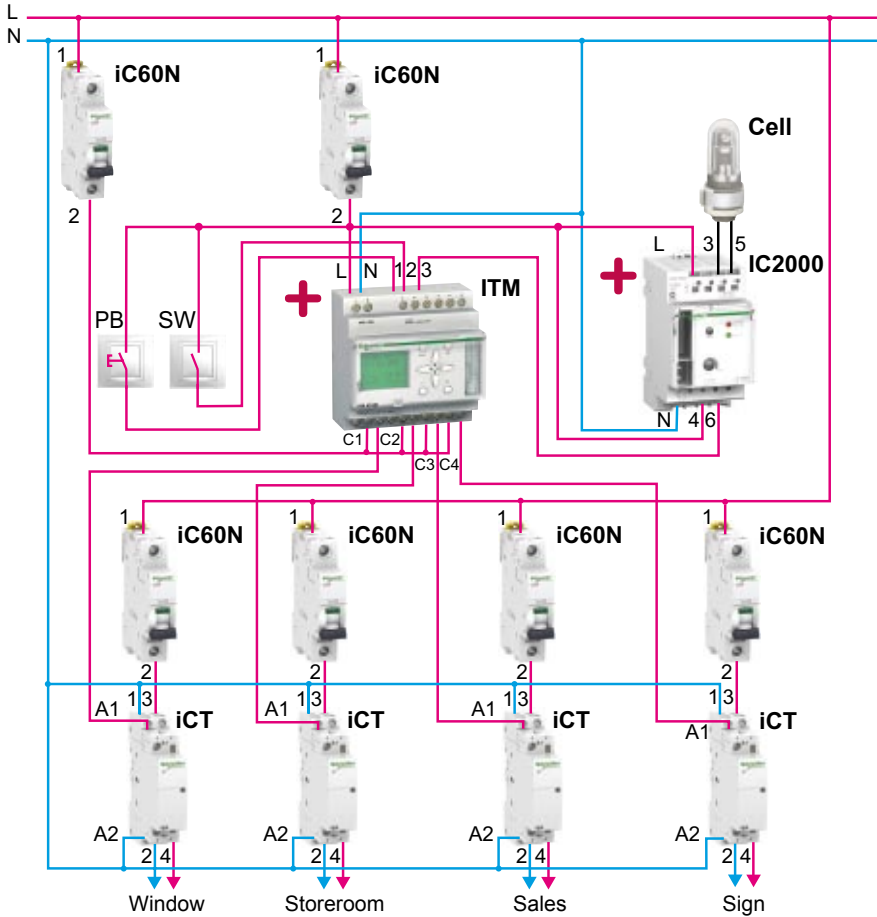 L
N
1
iC60N
1
iC60N
Cell
2
2
L
3
5
IC2000
L
N
1
2
3
ITM
PB
SW
N
4
6
C1
C2
C3
C4
1
iC60N
1
iC60N
1
iC60N
1
iC60N
2
2
2
2
A1
1
3
iCT
A1
1
3
iCT
A1
1
3
iCT
A1
1
3
iCT
A2
2
4
A2
2
4
A2
2
4
A2
2
4
Window
Storeroom
Sales
Sign